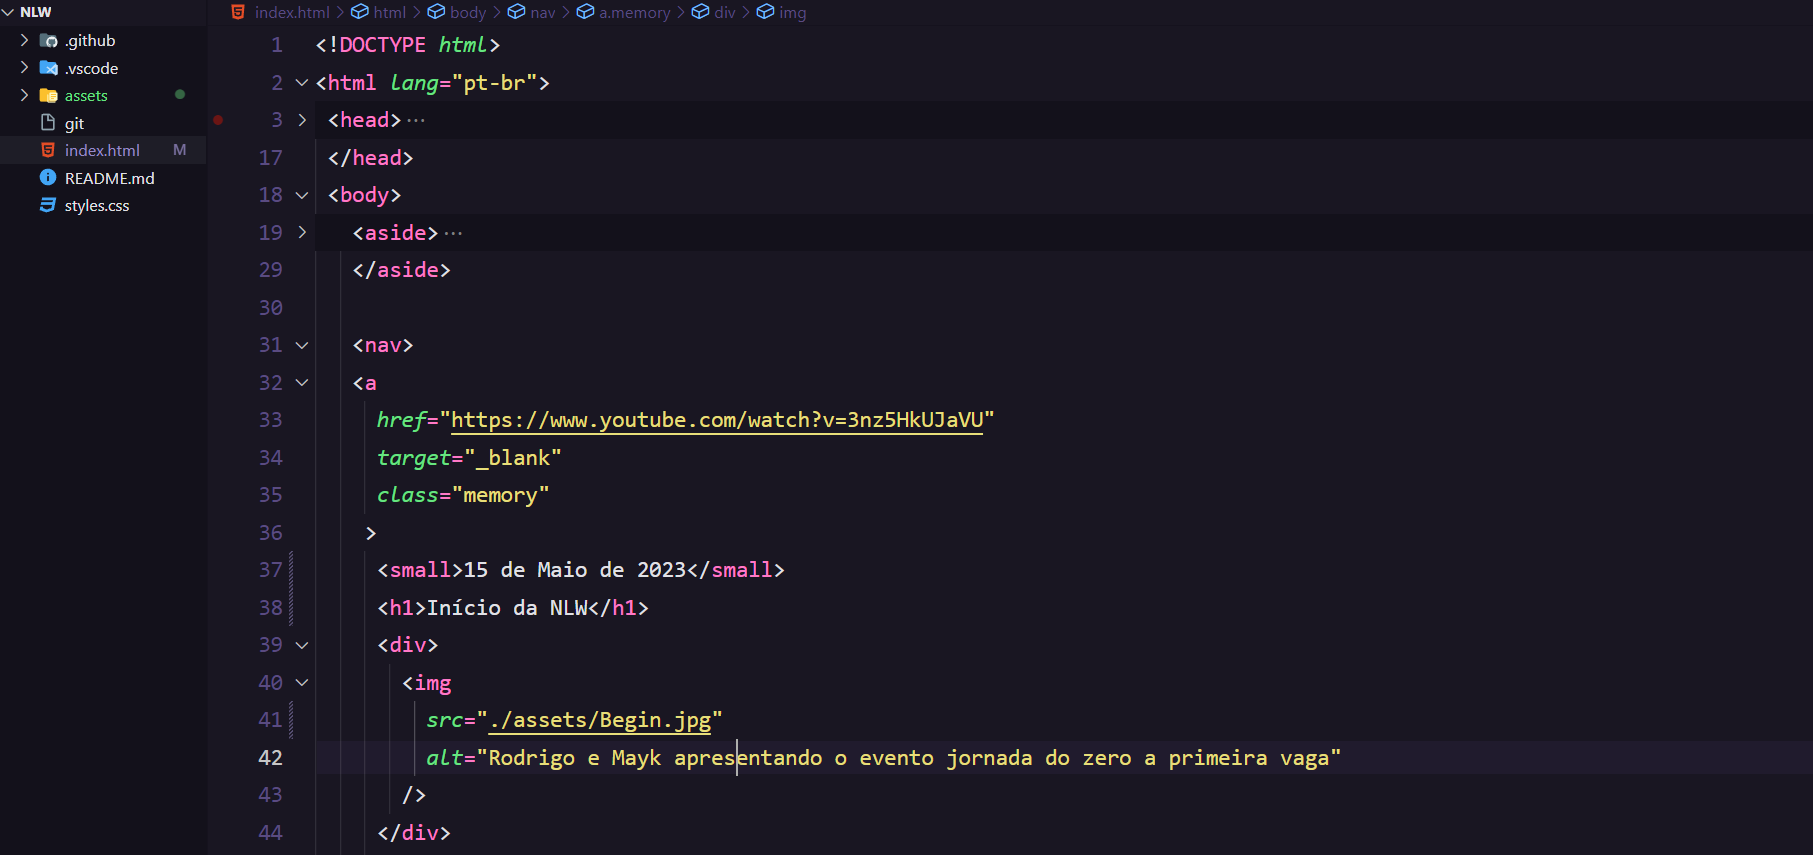 NLW
.github
.vscode
assets
git
index.html M
README.md
styles.css
index.html > html > body > nav > a.memory > div > img
1 <!DOCTYPE html>
2 <html lang="pt-br">
3 <head>···
17 </head>
18 <body>
19 <aside>···
29 </aside>
30
31 <nav>
32 <a
33 href="https://www.youtube.com/watch?v=3nz5HkUJaVU"
34 target="_blank"
35 class="memory"
36 >
37 <small>15 de Maio de 2023</small>
38 <h1>Início da NLW</h1>
39 <div>
40 <img
41 src="./assets/Begin.jpg"
42 alt="Rodrigo e Mayk apresentando o evento jornada do zero a primeira vaga"
43 />
44 </div>